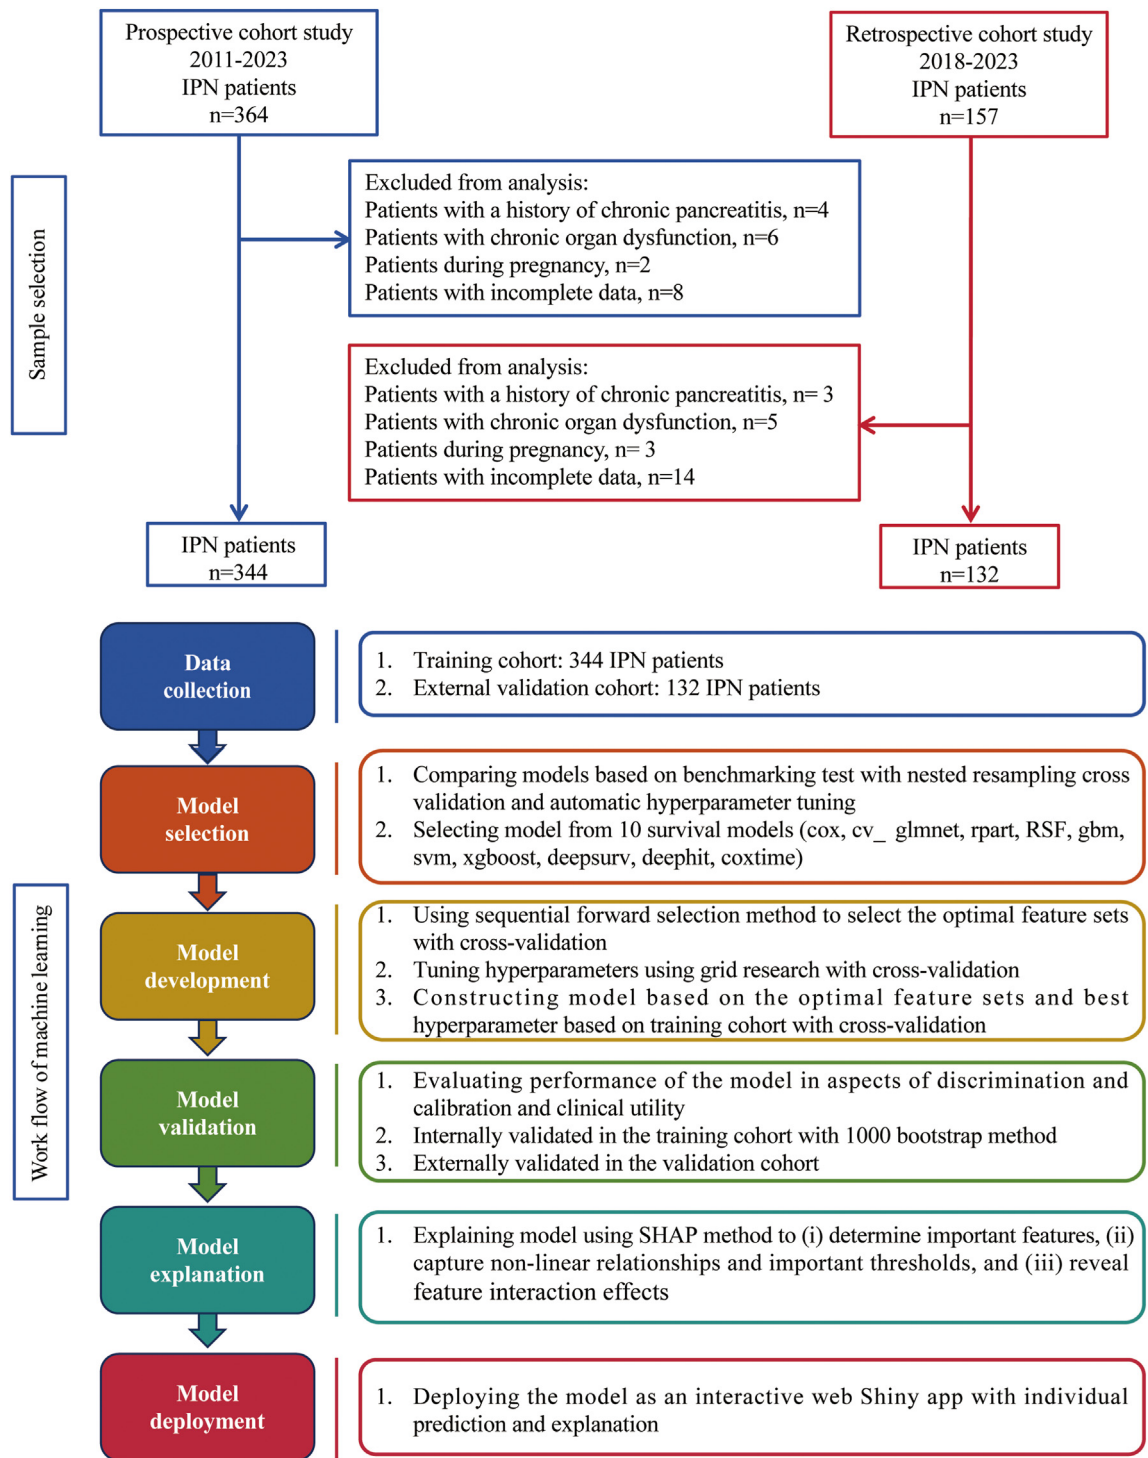 Prospective cohort study
2011-2023
IPN patients
n=364
Retrospective cohort study
2018-2023
IPN patients
n=157
Sample selection
Excluded from analysis:
Patients with a history of chronic pancreatitis, n=4
Patients with chronic organ dysfunction, n=6
Patients during pregnancy, n=2
Patients with incomplete data, n=8
Excluded from analysis:
Patients with a history of chronic pancreatitis, n= 3
Patients with chronic organ dysfunction, n=5
Patients during pregnancy, n= 3
Patients with incomplete data, n=14
IPN patients
n=344
IPN patients
n=132
Work flow of machine learning
Data
collection
1. Training cohort: 344 IPN patients
2. External validation cohort: 132 IPN patients
Model
selection
1. Comparing models based on benchmarking test with nested resampling cross
validation and automatic hyperparameter tuning
2. Selecting model from 10 survival models (cox, cv_ glmnet, rpart, RSF, gbm,
svm, xgboost, deepsurv, deephit, coxtime)
Model
development
1. Using sequential forward selection method to select the optimal feature sets
with cross-validation
2. Tuning hyperparameters using grid research with cross-validation
3. Constructing model based on the optimal feature sets and best
hyperparameter based on training cohort with cross-validation
Model
validation
1. Evaluating performance of the model in aspects of discrimination and
calibration and clinical utility
2. Internally validated in the training cohort with 1000 bootstrap method
3. Externally validated in the validation cohort
Model
explanation
1. Explaining model using SHAP method to (i) determine important features, (ii)
capture non-linear relationships and important thresholds, and (iii) reveal
feature interaction effects
Model
deployment
1. Deploying the model as an interactive web Shiny app with individual
prediction and explanation